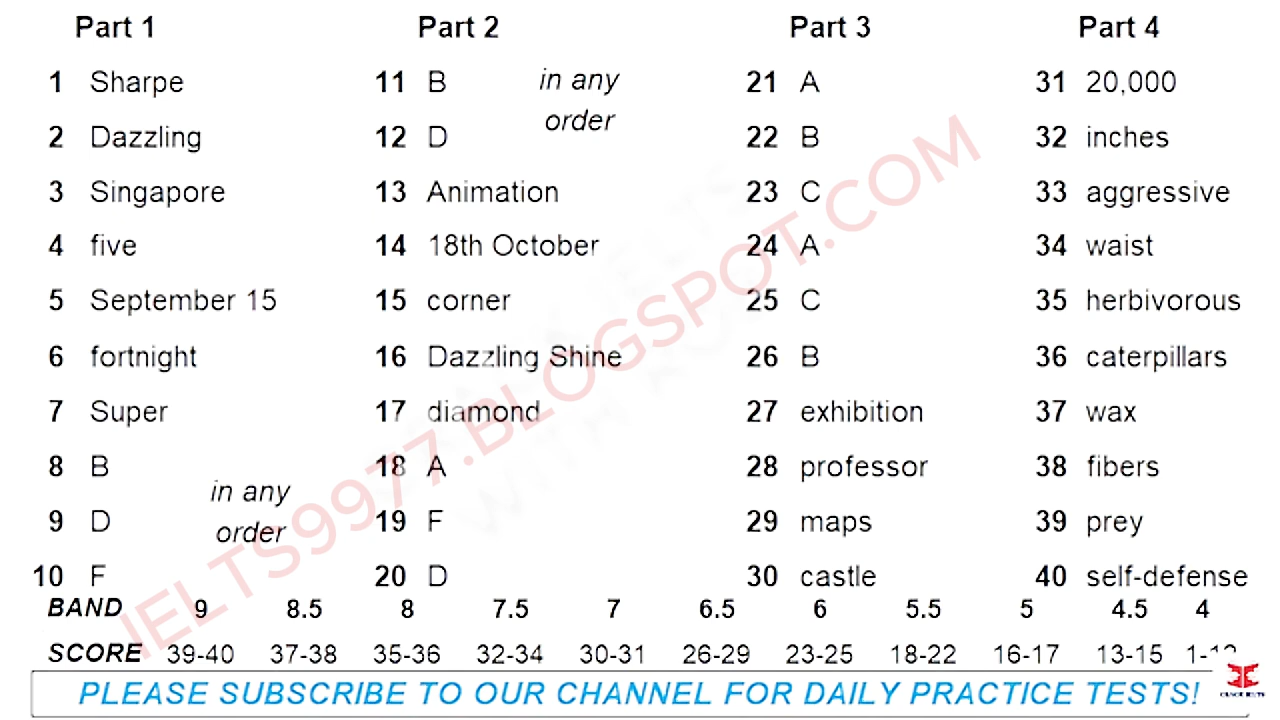 Part 1
1 Sharpe
2 Dazzling
3 Singapore
4 five
5 September 15
6 fortnight
7 Super
8 B
9 D
10 F
in any
order
Part 2
11 B
12 D
in any
order
13 Animation
14 18th October
15 corner
16 Dazzling Shine
17 diamond
18 A
19 F
20 D
Part 3
21 A
22 B
23 C
24 A
25 C
26 B
27 exhibition
28 professor
29 maps
30 castle
Part 4
31 20,000
32 inches
33 aggressive
34 waist
35 herbivorous
36 caterpillars
37 wax
38 fibers
39 prey
40 self-defense
BAND 9 8.5 8 7.5 7 6.5 6 5.5 5 4.5 4
SCORE 39-40 37-38 35-36 32-34 30-31 26-29 23-25 18-22 16-17 13-15
PLEASE SUBSCRIBE TO OUR CHANNEL FOR DAILY PRACTICE TESTS!
IELTS9977.BLOGSPOT.COM